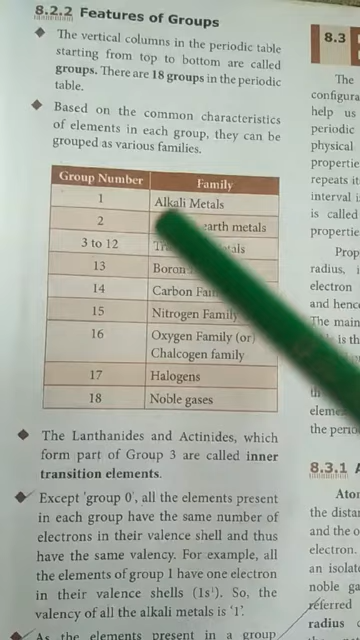 8.2.2 Features of Groups
◆ The vertical columns in the periodic table
starting from top to bottom are called
groups. There are 18 groups in the periodic
table.
◆ Based on the common characteristics
of elements in each group, they can be
grouped as various families.
Group Number Family
1 Alkali Metals
2 earth metals
3 to 12
13 Boron
14 Carbon
15 Nitrogen Family
16 Oxygen Family (or)
Chalcogen family
17 Halogens
18 Noble gases
◆ The Lanthanides and Actinides, which
form part of Group 3 are called inner
transition elements.
◆ Except 'group 0', all the elements present
in each group have the same number of
electrons in their valence shell and thus
have the same valency. For example, all
the elements of group 1 have one electron
in their valence shells (1s¹). So, the
valency of all the alkali metals is '1'.
◆ As the elements present in a group
8.3
The
configura
help us
periodic
physical
propertie
repeats it
interval i
is called
propertie
Prop
radius, i
electron
and hence
The main
is th
eleme
the perio
8.3.1 A
Aton
the distan
and the o
electron.
an isolate
noble ga
referred
radius